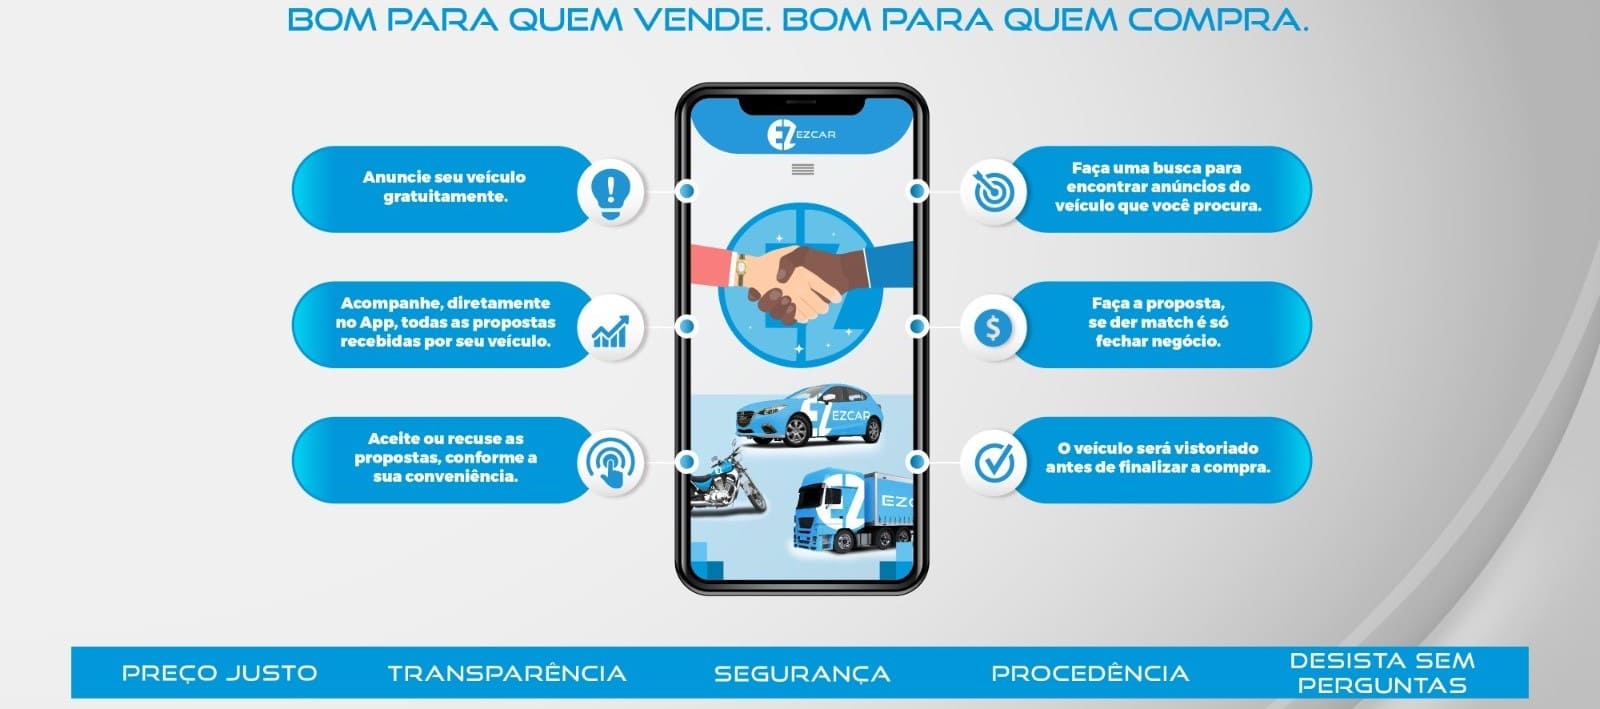 BOM PARA QUEM VENDE. BOM PARA QUEM COMPRA.
EZ EZCAR
Anuncie seu veículo
gratuitamente.
Acompanhe, diretamente
no App, todas as propostas
recebidas por seu veículo.
Aceite ou recuse as
propostas, conforme a
sua conveniência.
Faça uma busca para
encontrar anúncios do
veículo que você procura.
Faça a proposta,
se der match é só
fechar negócio.
O veículo será vistoriado
antes de finalizar a compra.
EZ EZCAR
EZ EZC
PREÇO JUSTO
TRANSPARÊNCIA
SEGURANÇA
PROCEDÊNCIA
DESISTA SEM
PERGUNTAS